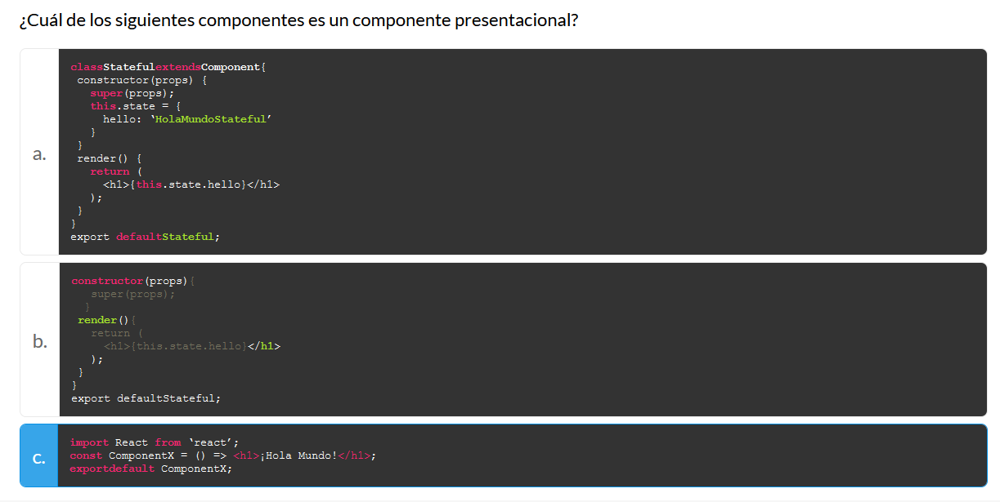 ¿Cuál de los siguientes componentes es un componente presentacional?
a.
classStatefulextendsComponent{
constructor(props) {
super(props);
this.state = {
hello: ‘HolaMundoStateful’
}
}
render() {
return (
<h1>{this.state.hello}</h1>
);
}
}
export defaultStateful;
b.
constructor(props){
super(props);
}
render(){
return (
<h1>{this.state.hello}</h1>
);
}
}
export defaultStateful;
c.
import React from ‘react’;
const ComponentX = () => <h1>¡Hola Mundo!</h1>;
exportdefault ComponentX;